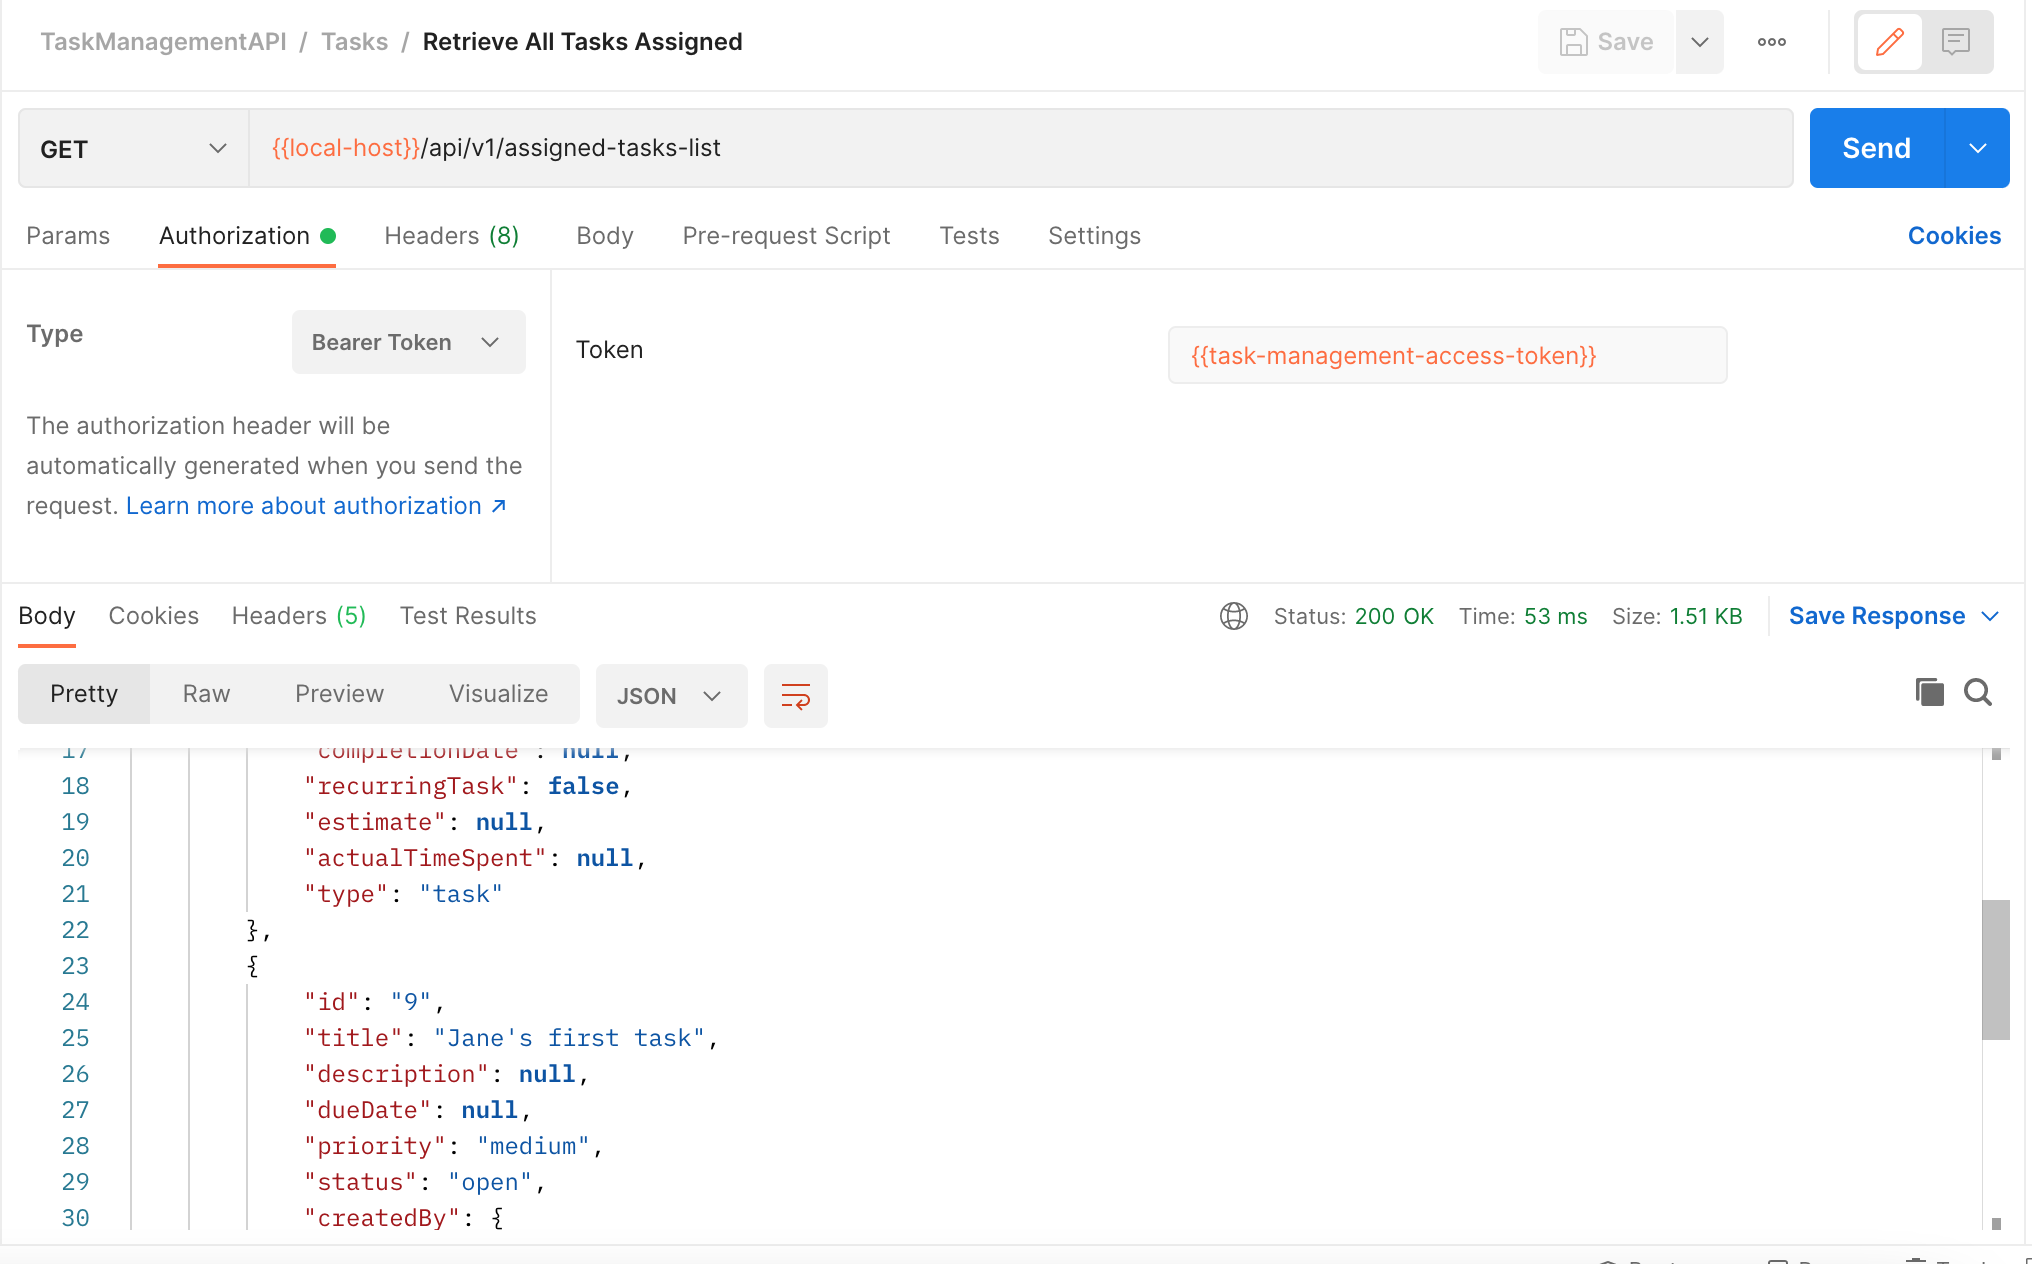 TaskManagementAPI / Tasks / Retrieve All Tasks Assigned
Save
GET
{{local-host}}/api/v1/assigned-tasks-list
Send
Params
Authorization
Headers (8)
Body
Pre-request Script
Tests
Settings
Cookies
Type
Bearer Token
The authorization header will be
automatically generated when you send the
request. Learn more about authorization ↗
Token
{{task-management-access-token}}
Body
Cookies
Headers (5)
Test Results
Status: 200 OK
Time: 53 ms
Size: 1.51 KB
Save Response
Pretty
Raw
Preview
Visualize
JSON
17 "completionDate": null,
18 "recurringTask": false,
19 "estimate": null,
20 "actualTimeSpent": null,
21 "type": "task"
22 },
23 {
24 "id": "9",
25 "title": "Jane's first task",
26 "description": null,
27 "dueDate": null,
28 "priority": "medium",
29 "status": "open",
30 "createdBy": {